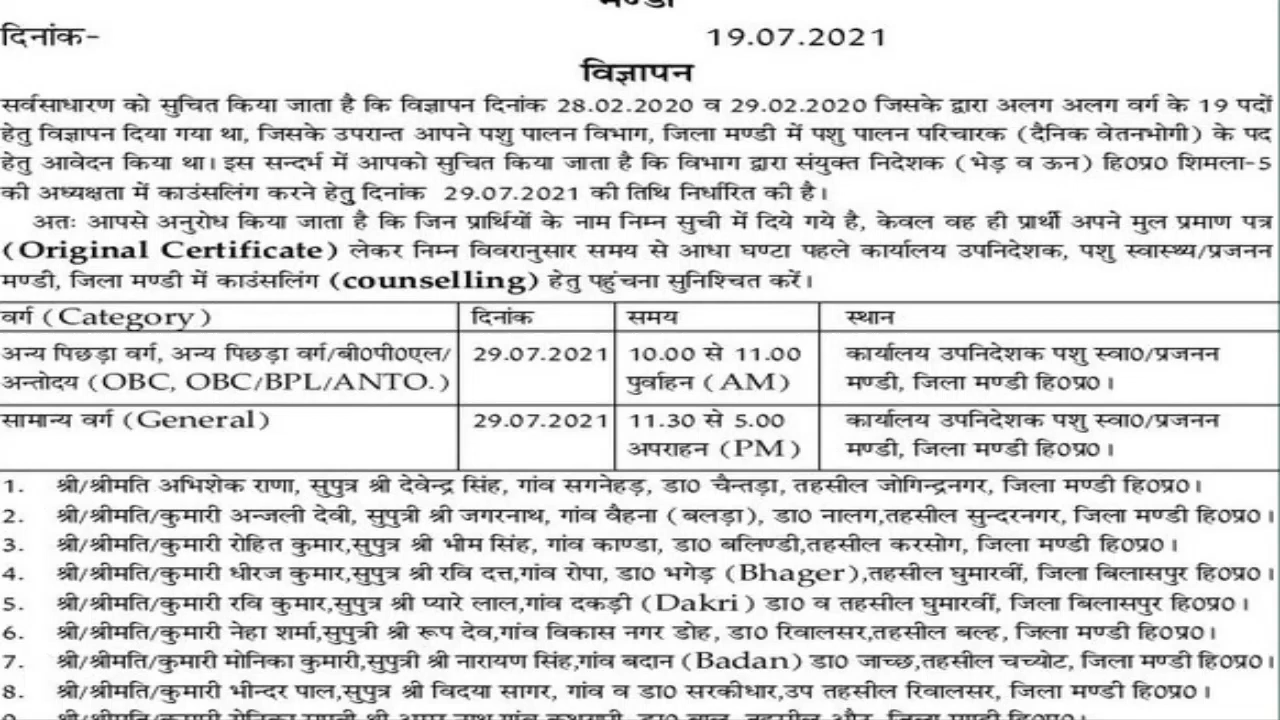 मण्डी
दिनांक- 19.07.2021
विज्ञापन
सर्वसाधारण को सुचित किया जाता है कि विज्ञापन दिनांक 28.02.2020 व 29.02.2020 जिसके द्वारा अलग अलग वर्ग के 19 पदों
हेतु विज्ञापन दिया गया था, जिसके उपरान्त आपने पशु पालन विभाग, जिला मण्डी में पशु पालन परिचारक (दैनिक वेतनभोगी) के पद
हेतु आवेदन किया था। इस सन्दर्भ में आपको सुचित किया जाता है कि विभाग द्वारा संयुक्त निदेशक (भेड़ व ऊन) हि0प्र0 शिमला-5
की अध्यक्षता में काउंसलिंग करने हेतु दिनांक 29.07.2021 की तिथि निर्धारित की है।
अतः आपसे अनुरोध किया जाता है कि जिन प्रार्थियों के नाम निम्न सुची में दिये गये है, केवल वह ही प्रार्थी अपने मुल प्रमाण पत्र
(Original Certificate) लेकर निम्न विवरानुसार समय से आधा घण्टा पहले कार्यालय उपनिदेशक, पशु स्वास्थ्य/प्रजनन
मण्डी, जिला मण्डी में काउंसलिंग (counselling) हेतु पहुंचना सुनिश्चित करें।
वर्ग (Category) दिनांक समय स्थान
अन्य पिछड़ा वर्ग, अन्य पिछड़ा वर्ग/बी0पी0एल/ 29.07.2021 10.00 से 11.00 कार्यालय उपनिदेशक पशु स्वा0/प्रजनन
अन्तोदय (OBC, OBC/BPL/ANTO.) पुर्वाहन (AM) मण्डी, जिला मण्डी हि0प्र0।
सामान्य वर्ग (General) 29.07.2021 11.30 से 5.00 कार्यालय उपनिदेशक पशु स्वा0/प्रजनन
अपराहन (PM) मण्डी, जिला मण्डी हि0प्र0।
1. श्री/श्रीमति अभिशेक राणा, सुपुत्र श्री देवेन्द्र सिंह, गांव सगनेहड़, डा0 चैन्तड़ा, तहसील जोगिन्द्रनगर, जिला मण्डी हि0प्र0।
2. श्री/श्रीमति/कुमारी अन्जली देवी, सुपुत्री श्री जगरनाथ, गांव वैहना (बलड़ा), डा0 नालग,तहसील सुन्दरनगर, जिला मण्डी हि0प्र0।
3. श्री/श्रीमति/कुमारी रोहित कुमार,सुपुत्र श्री भीम सिंह, गांव काण्डा, डा0 बलिण्डी,तहसील करसोग, जिला मण्डी हि0प्र0।
4. श्री/श्रीमति/कुमारी धीरज कुमार,सुपुत्र श्री रवि दत्त,गांव रोपा, डा0 भगेड़ (Bhager),तहसील घुमारवीं, जिला बिलासपुर हि0प्र0।
5. श्री/श्रीमति/कुमारी रवि कुमार,सुपुत्र श्री प्यारे लाल,गांव दकड़ी (Dakri) डा0 व तहसील घुमारवीं, जिला बिलासपुर हि0प्र0।
6. श्री/श्रीमति/कुमारी नेहा शर्मा,सुपुत्री श्री रूप देव,गांव विकास नगर डोह, डा0 रिवालसर,तहसील बल्ह, जिला मण्डी हि0प्र0।
7. श्री/श्रीमति/कुमारी मोनिका कुमारी,सुपुत्री श्री नारायण सिंह,गांव बदान (Badan) डा0 जाच्छ,तहसील चच्योट, जिला मण्डी हि0प्र0।
8. श्री/श्रीमति/कुमारी भीन्दर पाल,सुपुत्र श्री विदया सागर, गांव व डा0 सरकीधार,उप तहसील रिवालसर, जिला मण्डी हि0प्र0।